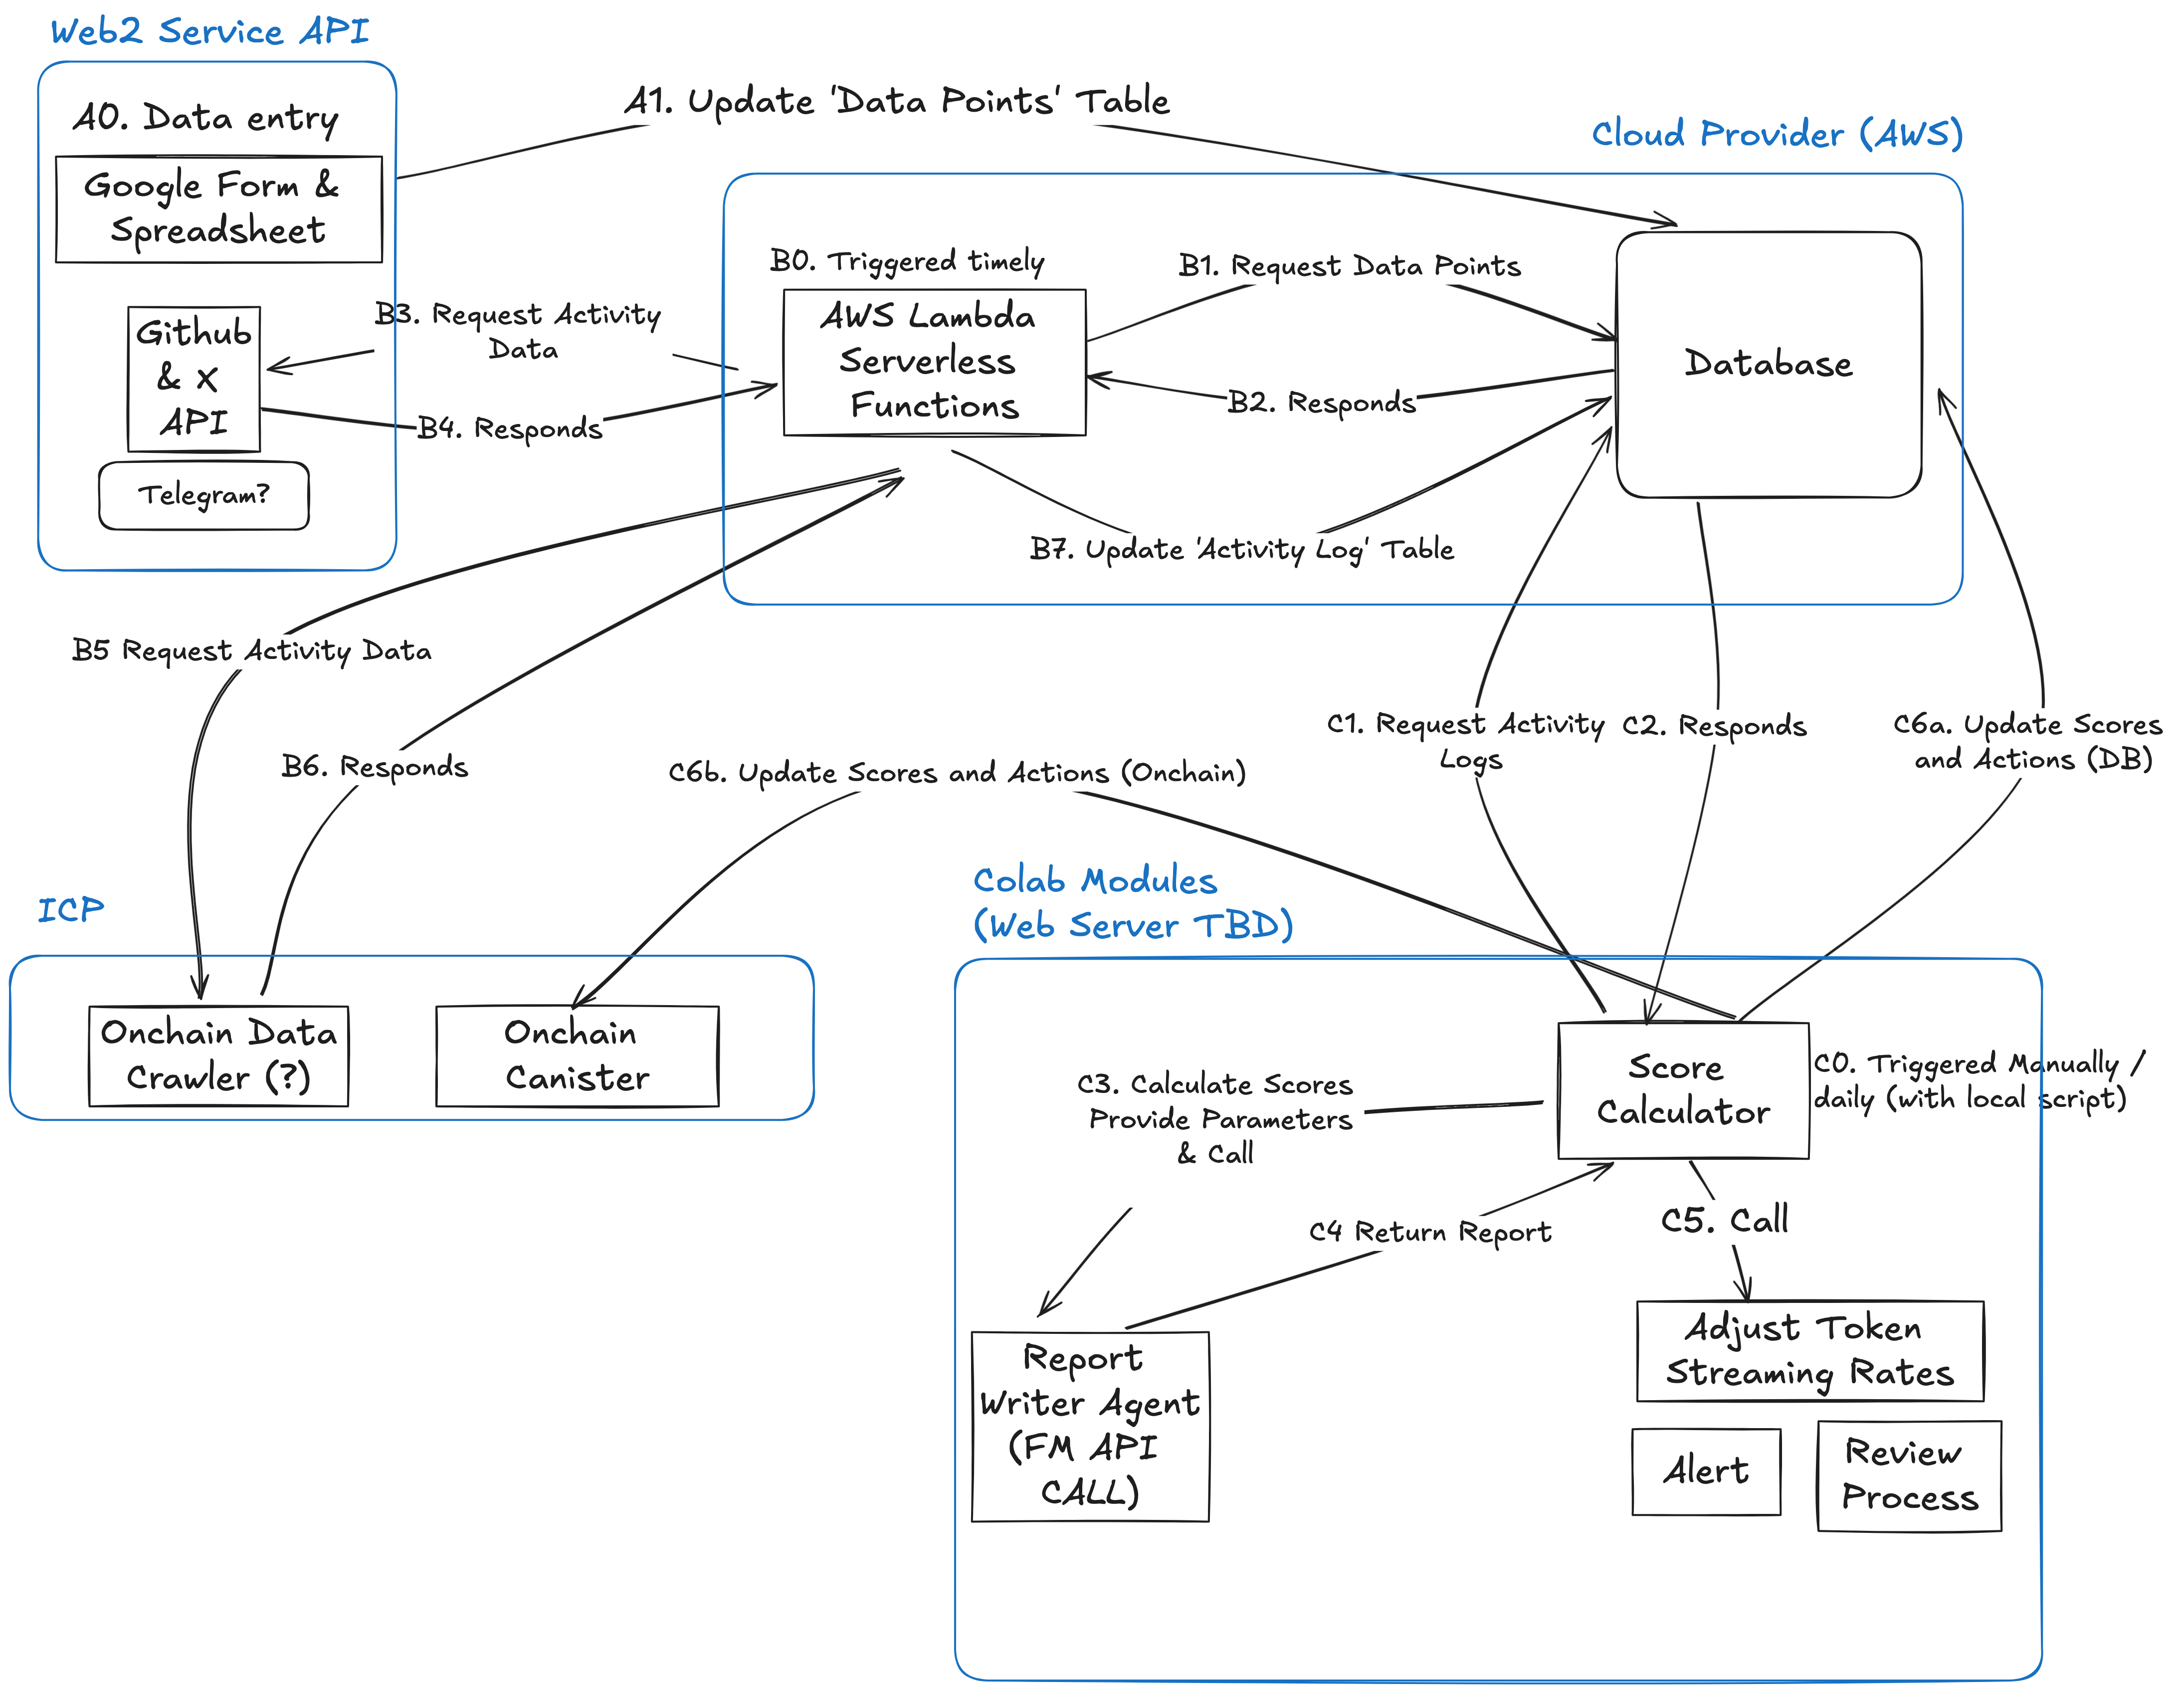 Web2 Service API
A0. Data entry
Google Form &
Spreadsheet
Github
& x
API
Telegram?
A1. Update 'Data Points' Table
Cloud Provider (AWS)
B0. Triggered timely
AWS Lambda
Serverless
Functions
B1. Request Data Points
B2. Responds
Database
B3. Request Activity
Data
B4. Responds
B7. Update 'Activity Log' Table
B5 Request Activity Data
B6. Responds
C6b. Update Scores and Actions (Onchain)
C1. Request Activity
Logs
C2. Responds
C6a. Update Scores
and Actions (DB)
ICP
Onchain Data
Crawler (?)
Onchain
Canister
Colab Modules
(Web Server TBD)
Score
Calculator
C0. Triggered Manually /
daily (with local script)
C3. Calculate Scores
Provide Parameters
& Call
C4 Return Report
C5. Call
Report
Writer Agent
(FM API
CALL)
Adjust Token
Streaming Rates
Alert
Review
Process